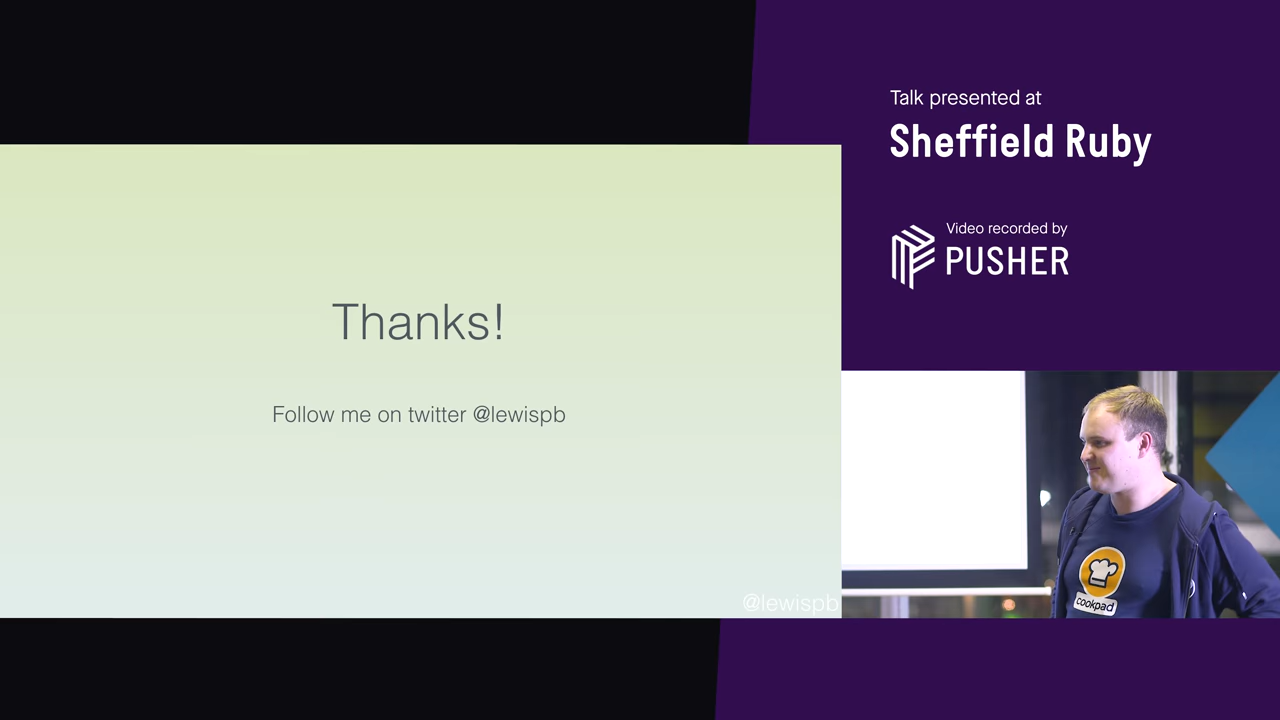 Talk presented at
Sheffield Ruby
Video recorded by
PUSHER
Thanks!
Follow me on twitter @lewispb
@lewispb
cookpad